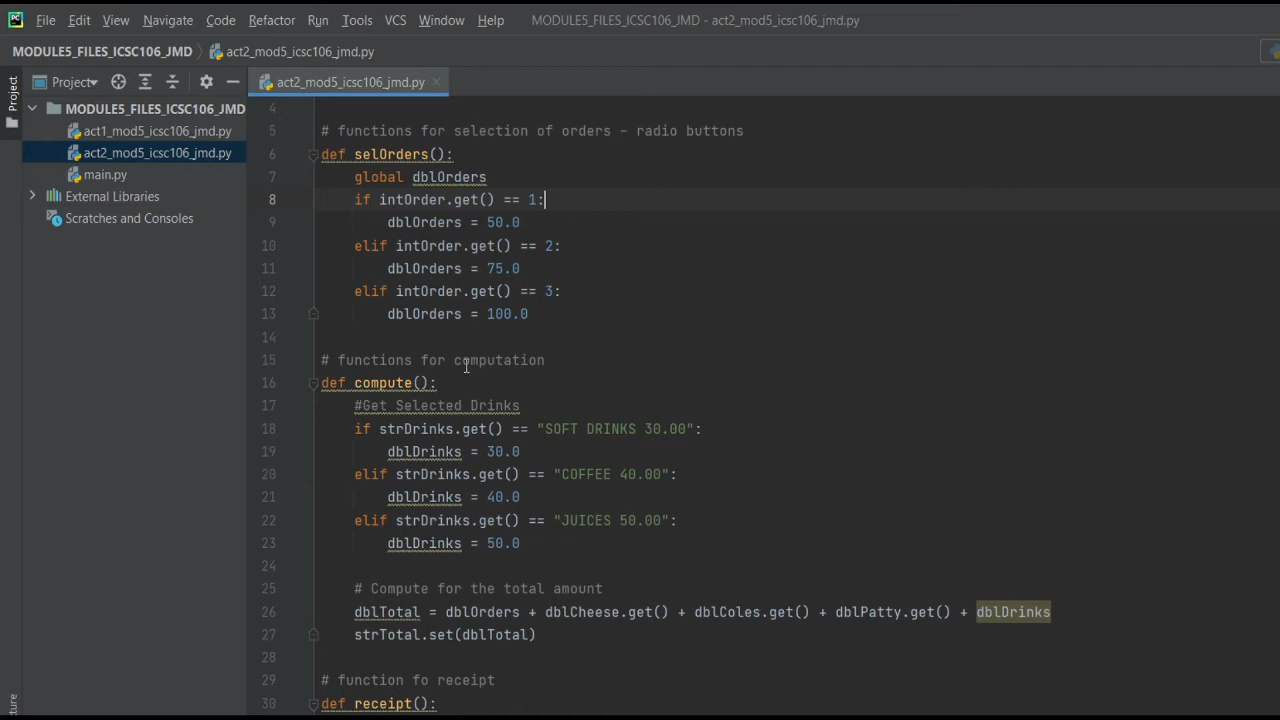 File Edit View Navigate Code Refactor Run Tools VCS Window Help MODULE5_FILES_ICSC106_JMD - act2_mod5_icsc106_jmd.py
MODULE5_FILES_ICSC106_JMD act2_mod5_icsc106_jmd.py
Project
Project
act2_mod5_icsc106_jmd.py
MODULE5_FILES_ICSC106_JMD
act1_mod5_icsc106_jmd.py
act2_mod5_icsc106_jmd.py
main.py
External Libraries
Scratches and Consoles
4
5 # functions for selection of orders - radio buttons
6 def selOrders():
7 global dblOrders
8 if intOrder.get() == 1:
9 dblOrders = 50.0
10 elif intOrder.get() == 2:
11 dblOrders = 75.0
12 elif intOrder.get() == 3:
13 dblOrders = 100.0
14
15 # functions for computation
16 def compute():
17 #Get Selected Drinks
18 if strDrinks.get() == "SOFT DRINKS 30.00":
19 dblDrinks = 30.0
20 elif strDrinks.get() == "COFFEE 40.00":
21 dblDrinks = 40.0
22 elif strDrinks.get() == "JUICES 50.00":
23 dblDrinks = 50.0
24
25 # Compute for the total amount
26 dblTotal = dblOrders + dblCheese.get() + dblColes.get() + dblPatty.get() + dblDrinks
27 strTotal.set(dblTotal)
28
29 # function fo receipt
30 def receipt():